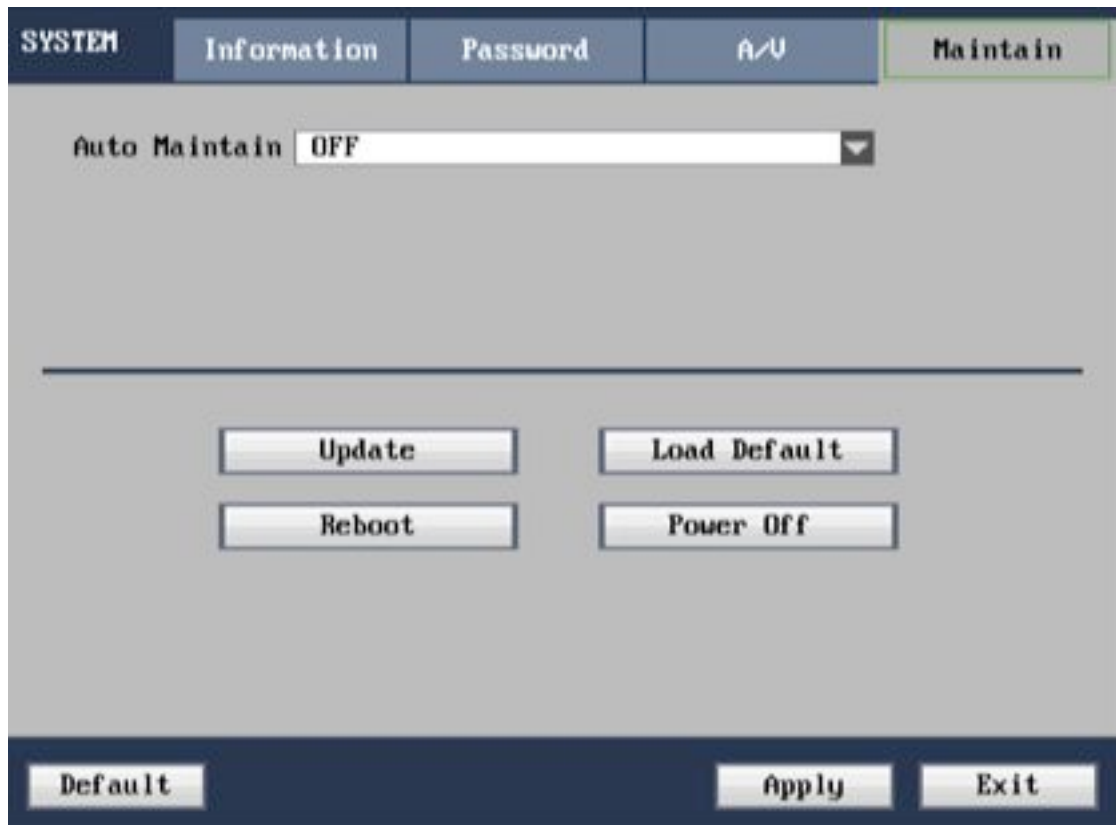 SYSTEM Information Password A/V Maintain
Auto Maintain OFF
Update Load Default
Reboot Power Off
Default Apply Exit